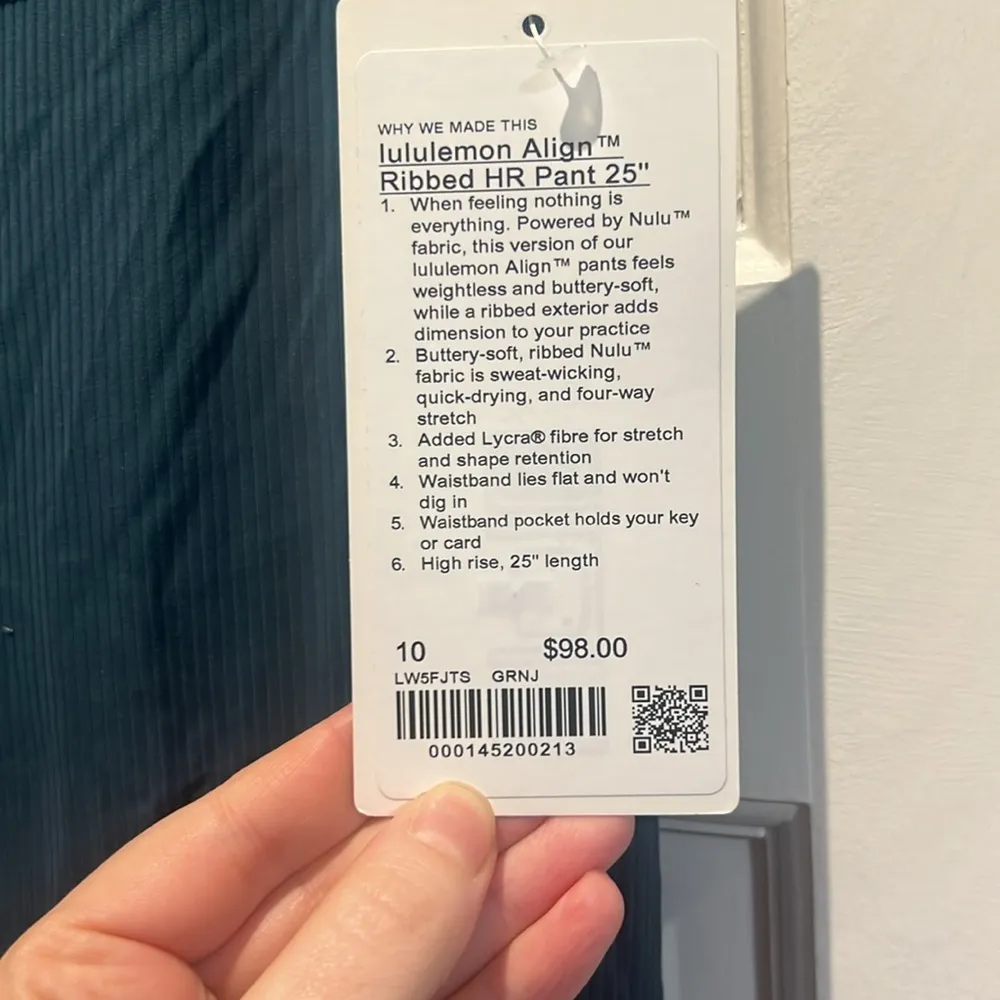 WHY WE MADE THIS
lululemon Align™
Ribbed HR Pant 25"
1. When feeling nothing is
everything. Powered by Nulu™
fabric, this version of our
lululemon Align™ pants feels
weightless and buttery-soft,
while a ribbed exterior adds
dimension to your practice
2. Buttery-soft, ribbed Nulu™
fabric is sweat-wicking,
quick-drying, and four-way
stretch
3. Added Lycra® fibre for stretch
and shape retention
4. Waistband lies flat and won't
dig in
5. Waistband pocket holds your key
or card
6. High rise, 25" length
10 $98.00
LW5FJTS GRNJ
000145200213